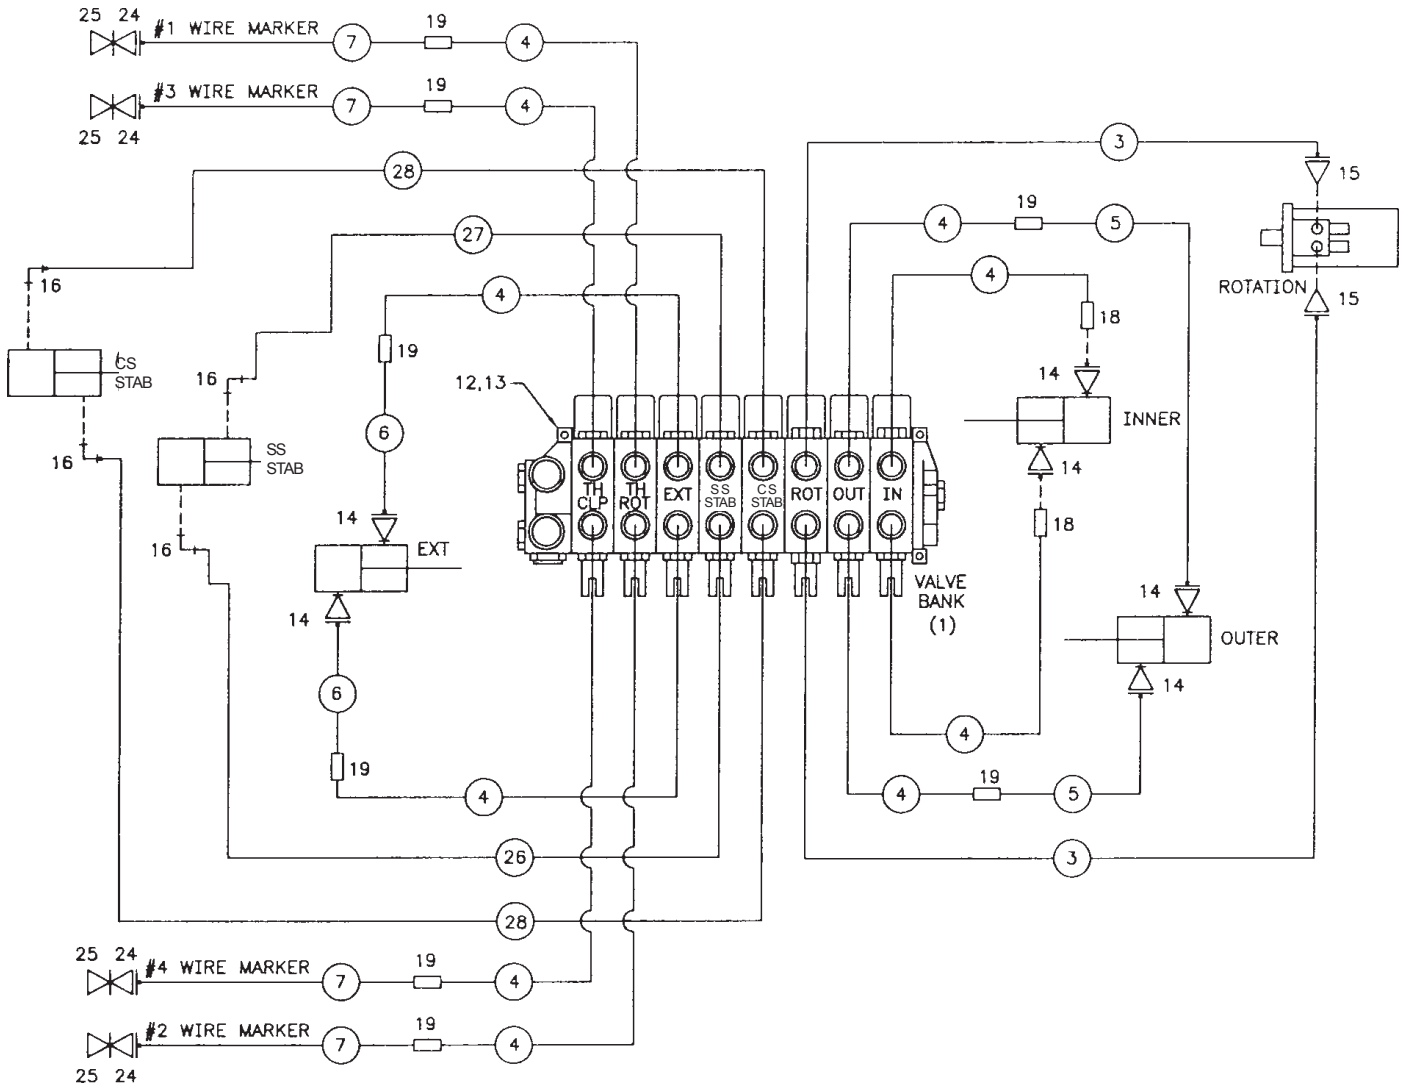 25 24 #1 WIRE MARKER 7 19 4
#3 WIRE MARKER 7 19 4
25 24
28
27
16
4
19
CS
STAB
16
12,13
6
SS
STAB
16
14
EXT
16
14
6
19
4
26
28
25 24 #4 WIRE MARKER 7 19 4
#2 WIRE MARKER 7 19 4
25 24
TH
CLP
TH
ROT
EXT
SS
STAB
CS
STAB
ROT
OUT
IN
VALVE
BANK
(1)
3
15
4 19 5
4
ROTATION
15
18
14
INNER
14
18
14
OUTER
14
4
4 19 5
3